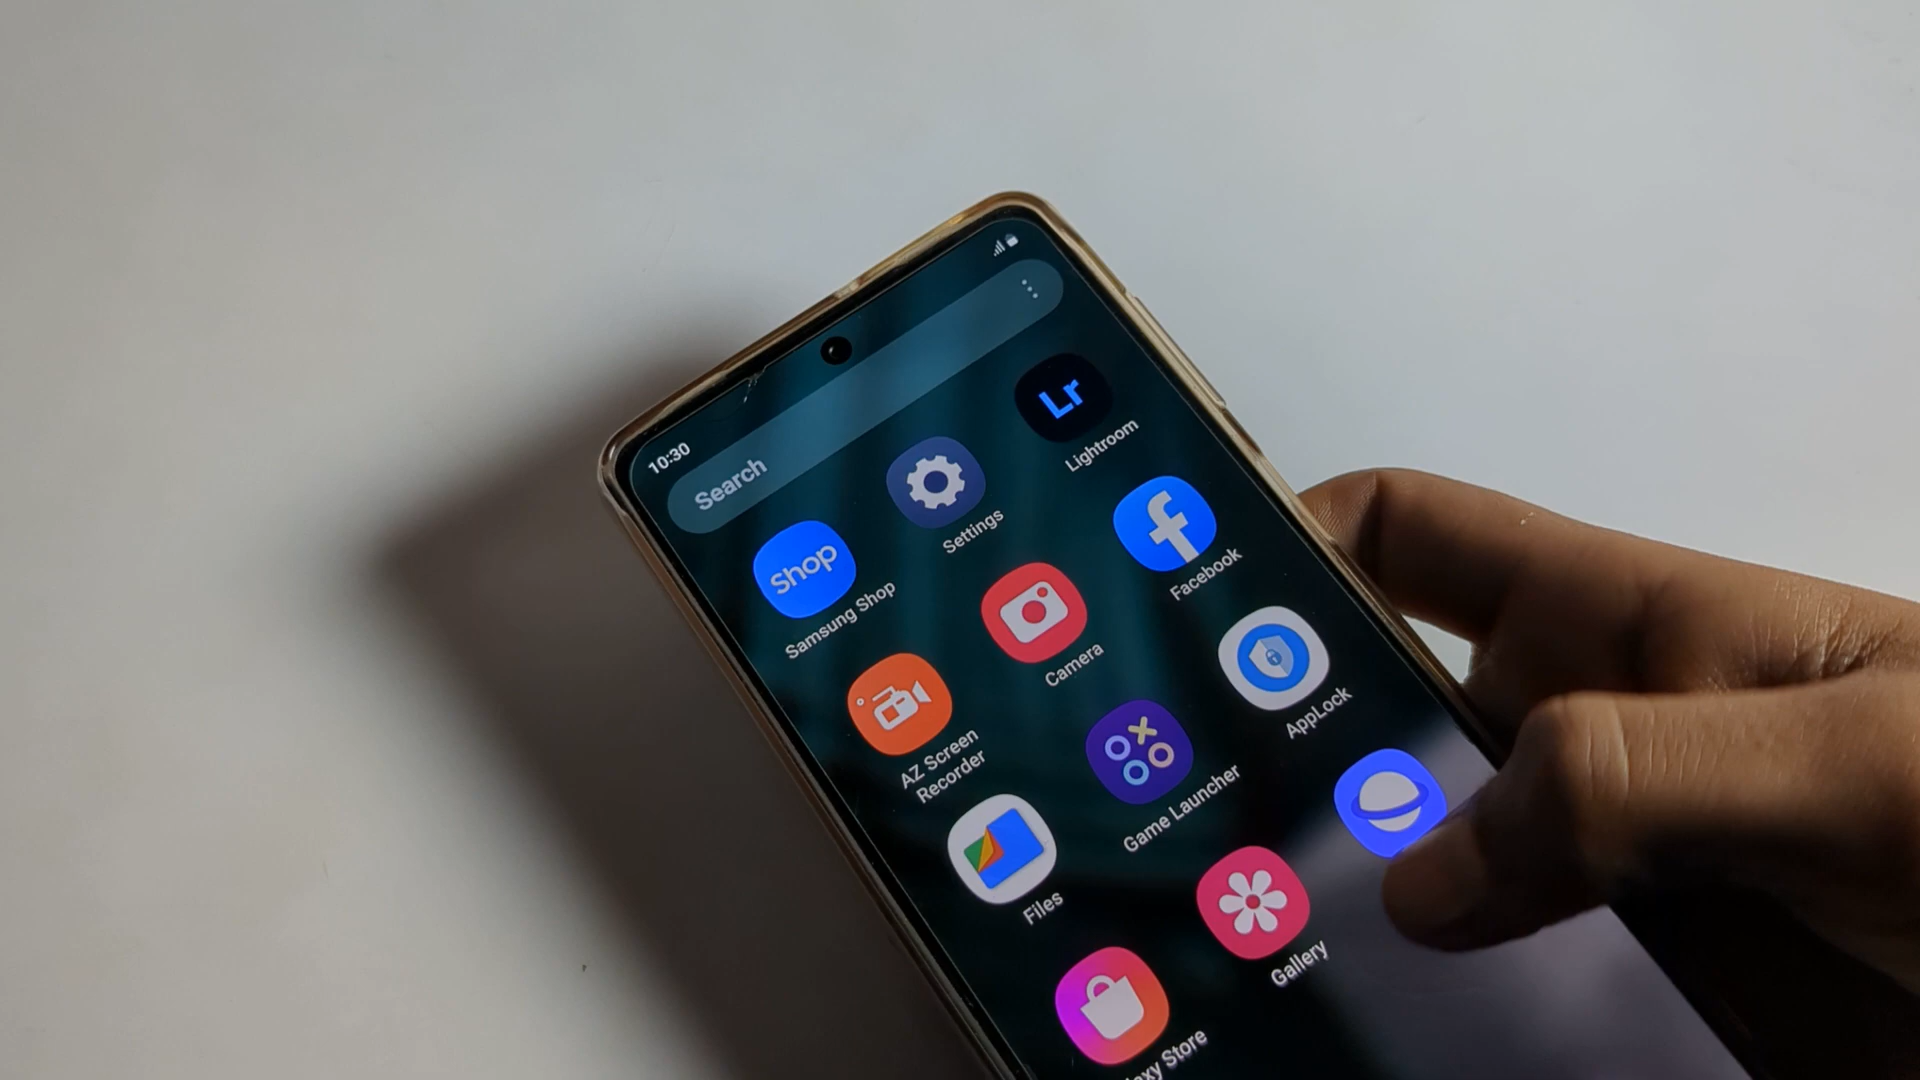 10:30
Search
Shop
Samsung Shop
Settings
Lr
Lightroom
AZ Screen
Recorder
Camera
Facebook
Files
Game Launcher
AppLock
axy Store
Gallery